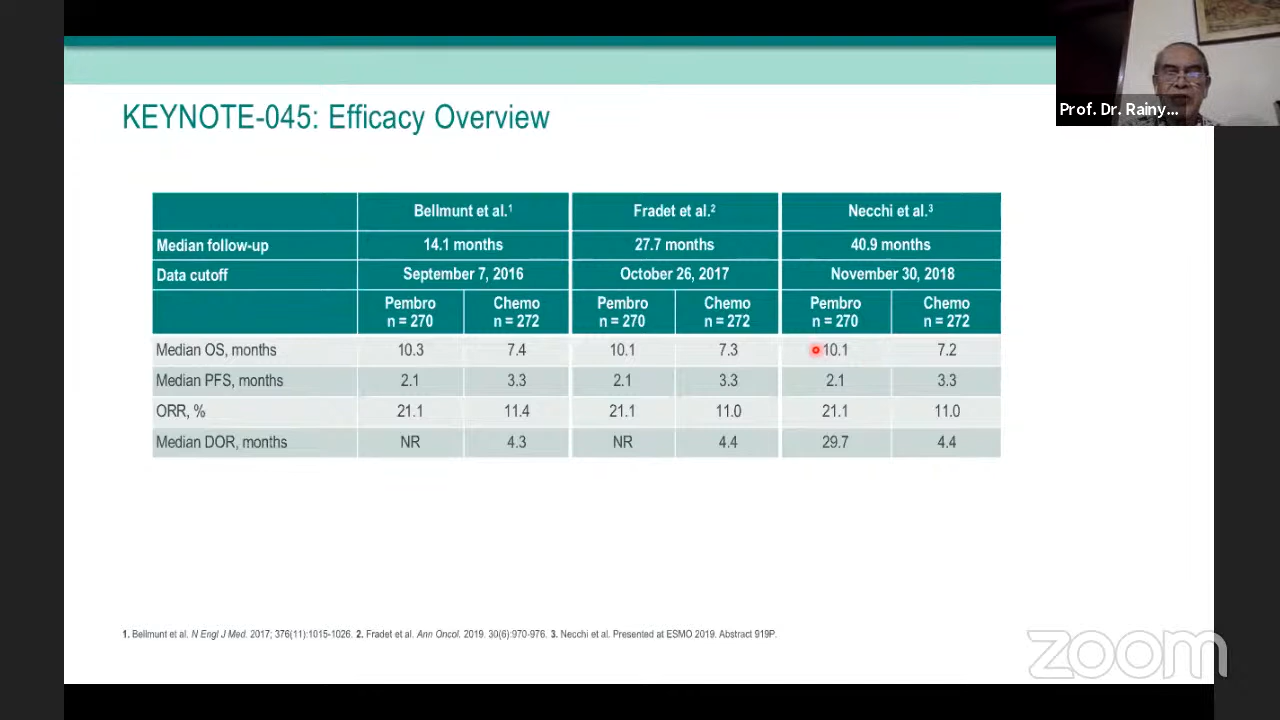 KEYNOTE-045: Efficacy Overview
Prof. Dr. Rainy...
Bellmunt et al.¹ Fradet et al.² Necchi et al.³
Median follow-up 14.1 months 27.7 months 40.9 months
Data cutoff September 7, 2016 October 26, 2017 November 30, 2018
Pembro Chemo Pembro Chemo Pembro Chemo
n = 270 n = 272 n = 270 n = 272 n = 270 n = 272
Median OS, months 10.3 7.4 10.1 7.3 10.1 7.2
Median PFS, months 2.1 3.3 2.1 3.3 2.1 3.3
ORR, % 21.1 11.4 21.1 11.0 21.1 11.0
Median DOR, months NR 4.3 NR 4.4 29.7 4.4
1. Bellmunt et al. N Engl J Med. 2017; 376(11):1015-1026. 2. Fradet et al. Ann Oncol. 2019. 30(6):970-976. 3. Necchi et al. Presented at ESMO 2019. Abstract 919P.
zoom